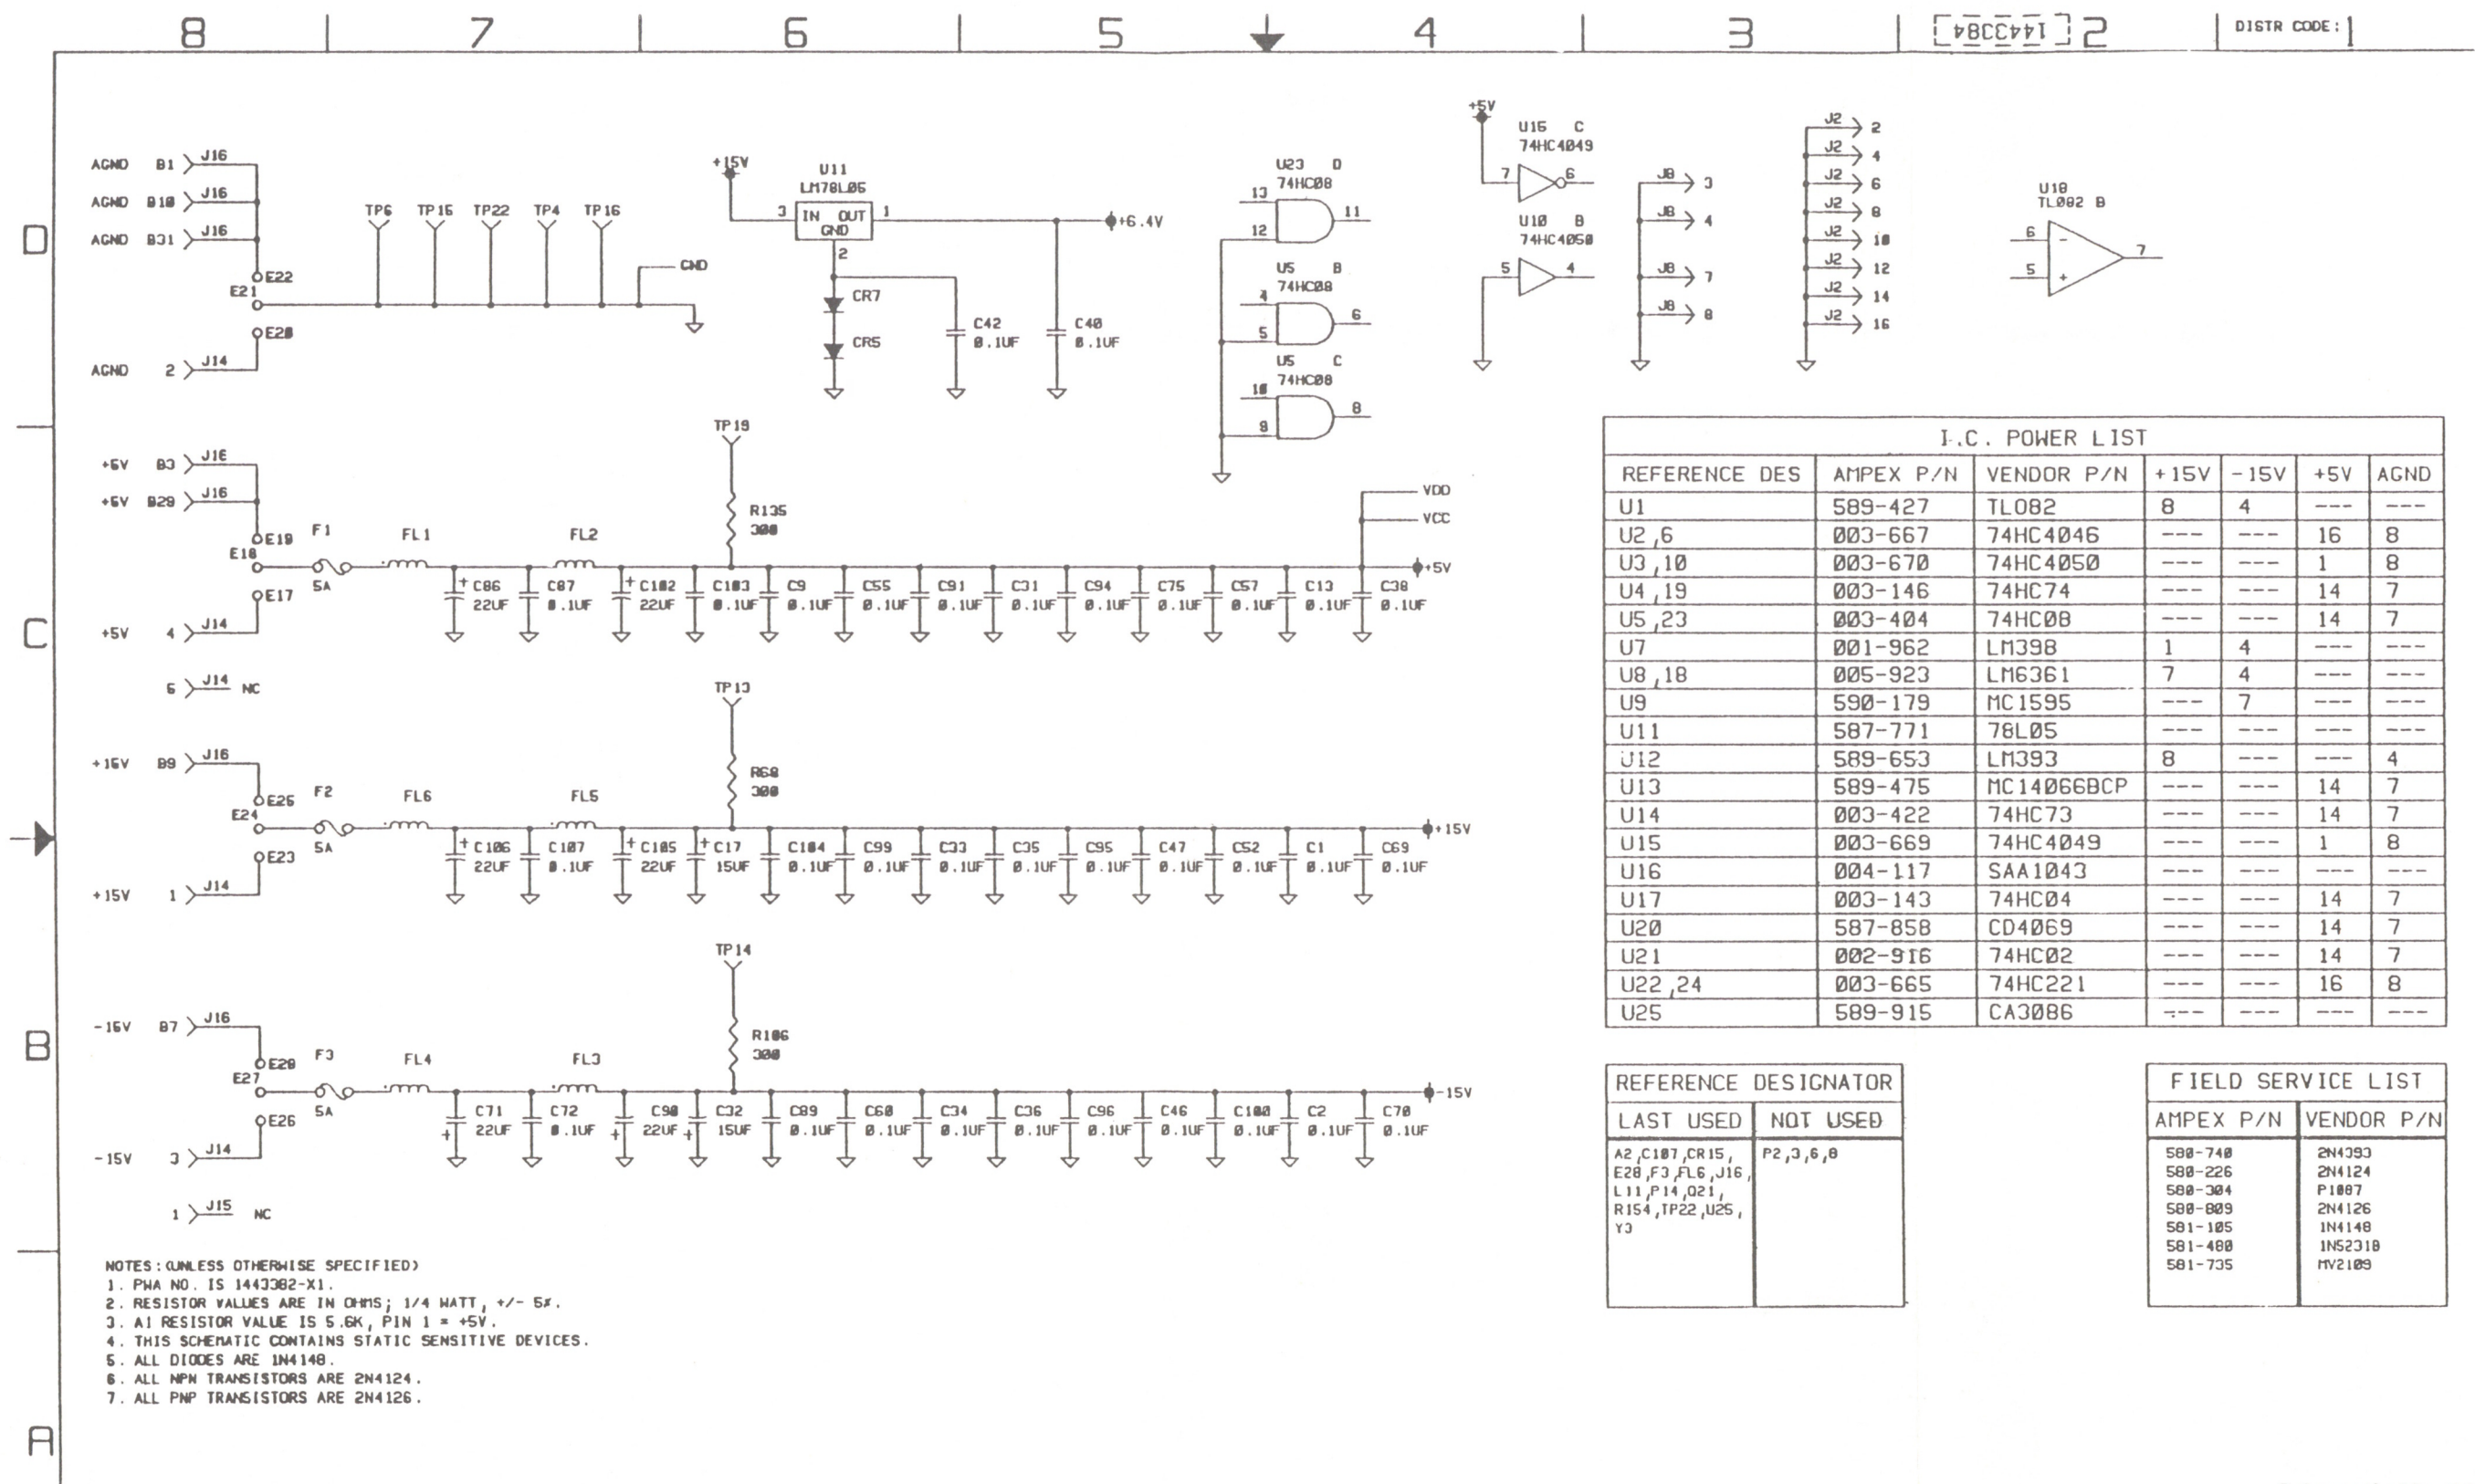 8 7 6 5 4 3 2
1443384
DISTR CODE:
D
C
B
A
AGND B1 J16
AGND B10 J16
AGND B31 J16
E22
E21
E20
AGND 2 J14
TP6 TP15 TP22 TP4 TP16
GND
+15V
U11
LM78L05
3 IN OUT 1
GND
2
+6.4V
CR7
CR5
C42
0.1UF
C40
0.1UF
U23 D
74HC08
13
12
11
U5 B
74HC08
4
5
6
U5 C
74HC08
10
9
8
+5V
U15 C
74HC4049
7 6
U10 B
74HC4050
5 4
J8 3
J8 4
J8 7
J8 8
J2 2
J2 4
J2 6
J2 8
J2 10
J2 12
J2 14
J2 16
TL082 B
6 -
5 +
7
+5V B3 J16
+5V B29 J16
E19
E18
E17
+5V 4 J14
F1
5A
FL1
FL2
TP19
R135
300
VDD
VCC
+5V
C86
22UF
C87
0.1UF
C102
22UF
C103
0.1UF
C9
0.1UF
C55
0.1UF
C91
0.1UF
C31
0.1UF
C94
0.1UF
C75
0.1UF
C57
0.1UF
C13
0.1UF
C38
0.1UF
J14 NC
+15V B9 J16
E25
E24
E23
+15V 1 J14
F2
5A
FL6
FL5
TP13
R68
300
+15V
C106
22UF
C107
0.1UF
C105
22UF
C17
15UF
C104
0.1UF
C99
0.1UF
C33
0.1UF
C35
0.1UF
C95
0.1UF
C47
0.1UF
C52
0.1UF
C1
0.1UF
C69
0.1UF
-15V B7 J16
E28
E27
E26
-15V 3 J14
1 J15 NC
F3
5A
FL4
FL3
TP14
R106
300
-15V
C71
22UF
C72
0.1UF
C90
22UF
C32
15UF
C89
0.1UF
C60
0.1UF
C34
0.1UF
C36
0.1UF
C96
0.1UF
C46
0.1UF
C100
0.1UF
C2
0.1UF
C70
0.1UF
NOTES: (UNLESS OTHERWISE SPECIFIED)
1. PWA NO. IS 1443382-X1.
2. RESISTOR VALUES ARE IN OHMS; 1/4 WATT, +/- 5%.
3. A1 RESISTOR VALUE IS 5.6K, PIN 1 = +5V.
4. THIS SCHEMATIC CONTAINS STATIC SENSITIVE DEVICES.
5. ALL DIODES ARE 1N4148.
6. ALL NPN TRANSISTORS ARE 2N4124.
7. ALL PNP TRANSISTORS ARE 2N4126.
I.C. POWER LIST
REFERENCE DES AMPEX P/N VENDOR P/N +15V -15V +5V AGND
U1 589-427 TL082 8 4 --- ---
U2,6 003-667 74HC4046 --- --- 16 8
U3,10 003-670 74HC4050 --- --- 1 8
U4,19 003-146 74HC74 --- --- 14 7
U5,23 003-404 74HC08 --- --- 14 7
U7 001-962 LM398 1 4 --- ---
U8,18 005-923 LM6361 7 4 --- ---
U9 590-179 MC1595 --- 7 --- ---
U11 587-771 78L05 --- --- --- ---
U12 589-653 LM393 8 --- --- 4
U13 589-475 MC14066BCP --- --- 14 7
U14 003-422 74HC73 --- --- 14 7
U15 003-669 74HC4049 --- --- 1 8
U16 004-117 SAA1043 --- --- --- ---
U17 003-143 74HC04 --- --- 14 7
U20 587-858 CD4069 --- --- 14 7
U21 002-916 74HC02 --- --- 14 7
U22,24 003-665 74HC221 --- --- 16 8
U25 589-915 CA3086 --- --- --- ---
REFERENCE DESIGNATOR
LAST USED NOT USED
A2,C107,CR15, P2,3,6,8
E28,F3,FL6,J16,
L11,P14,Q21,
R154,TP22,U25,
Y3
FIELD SERVICE LIST
AMPEX P/N VENDOR P/N
580-740 2N4393
580-226 2N4124
580-304 P1087
580-809 2N4126
581-105 1N4148
581-480 1N5231B
581-735 MV2109